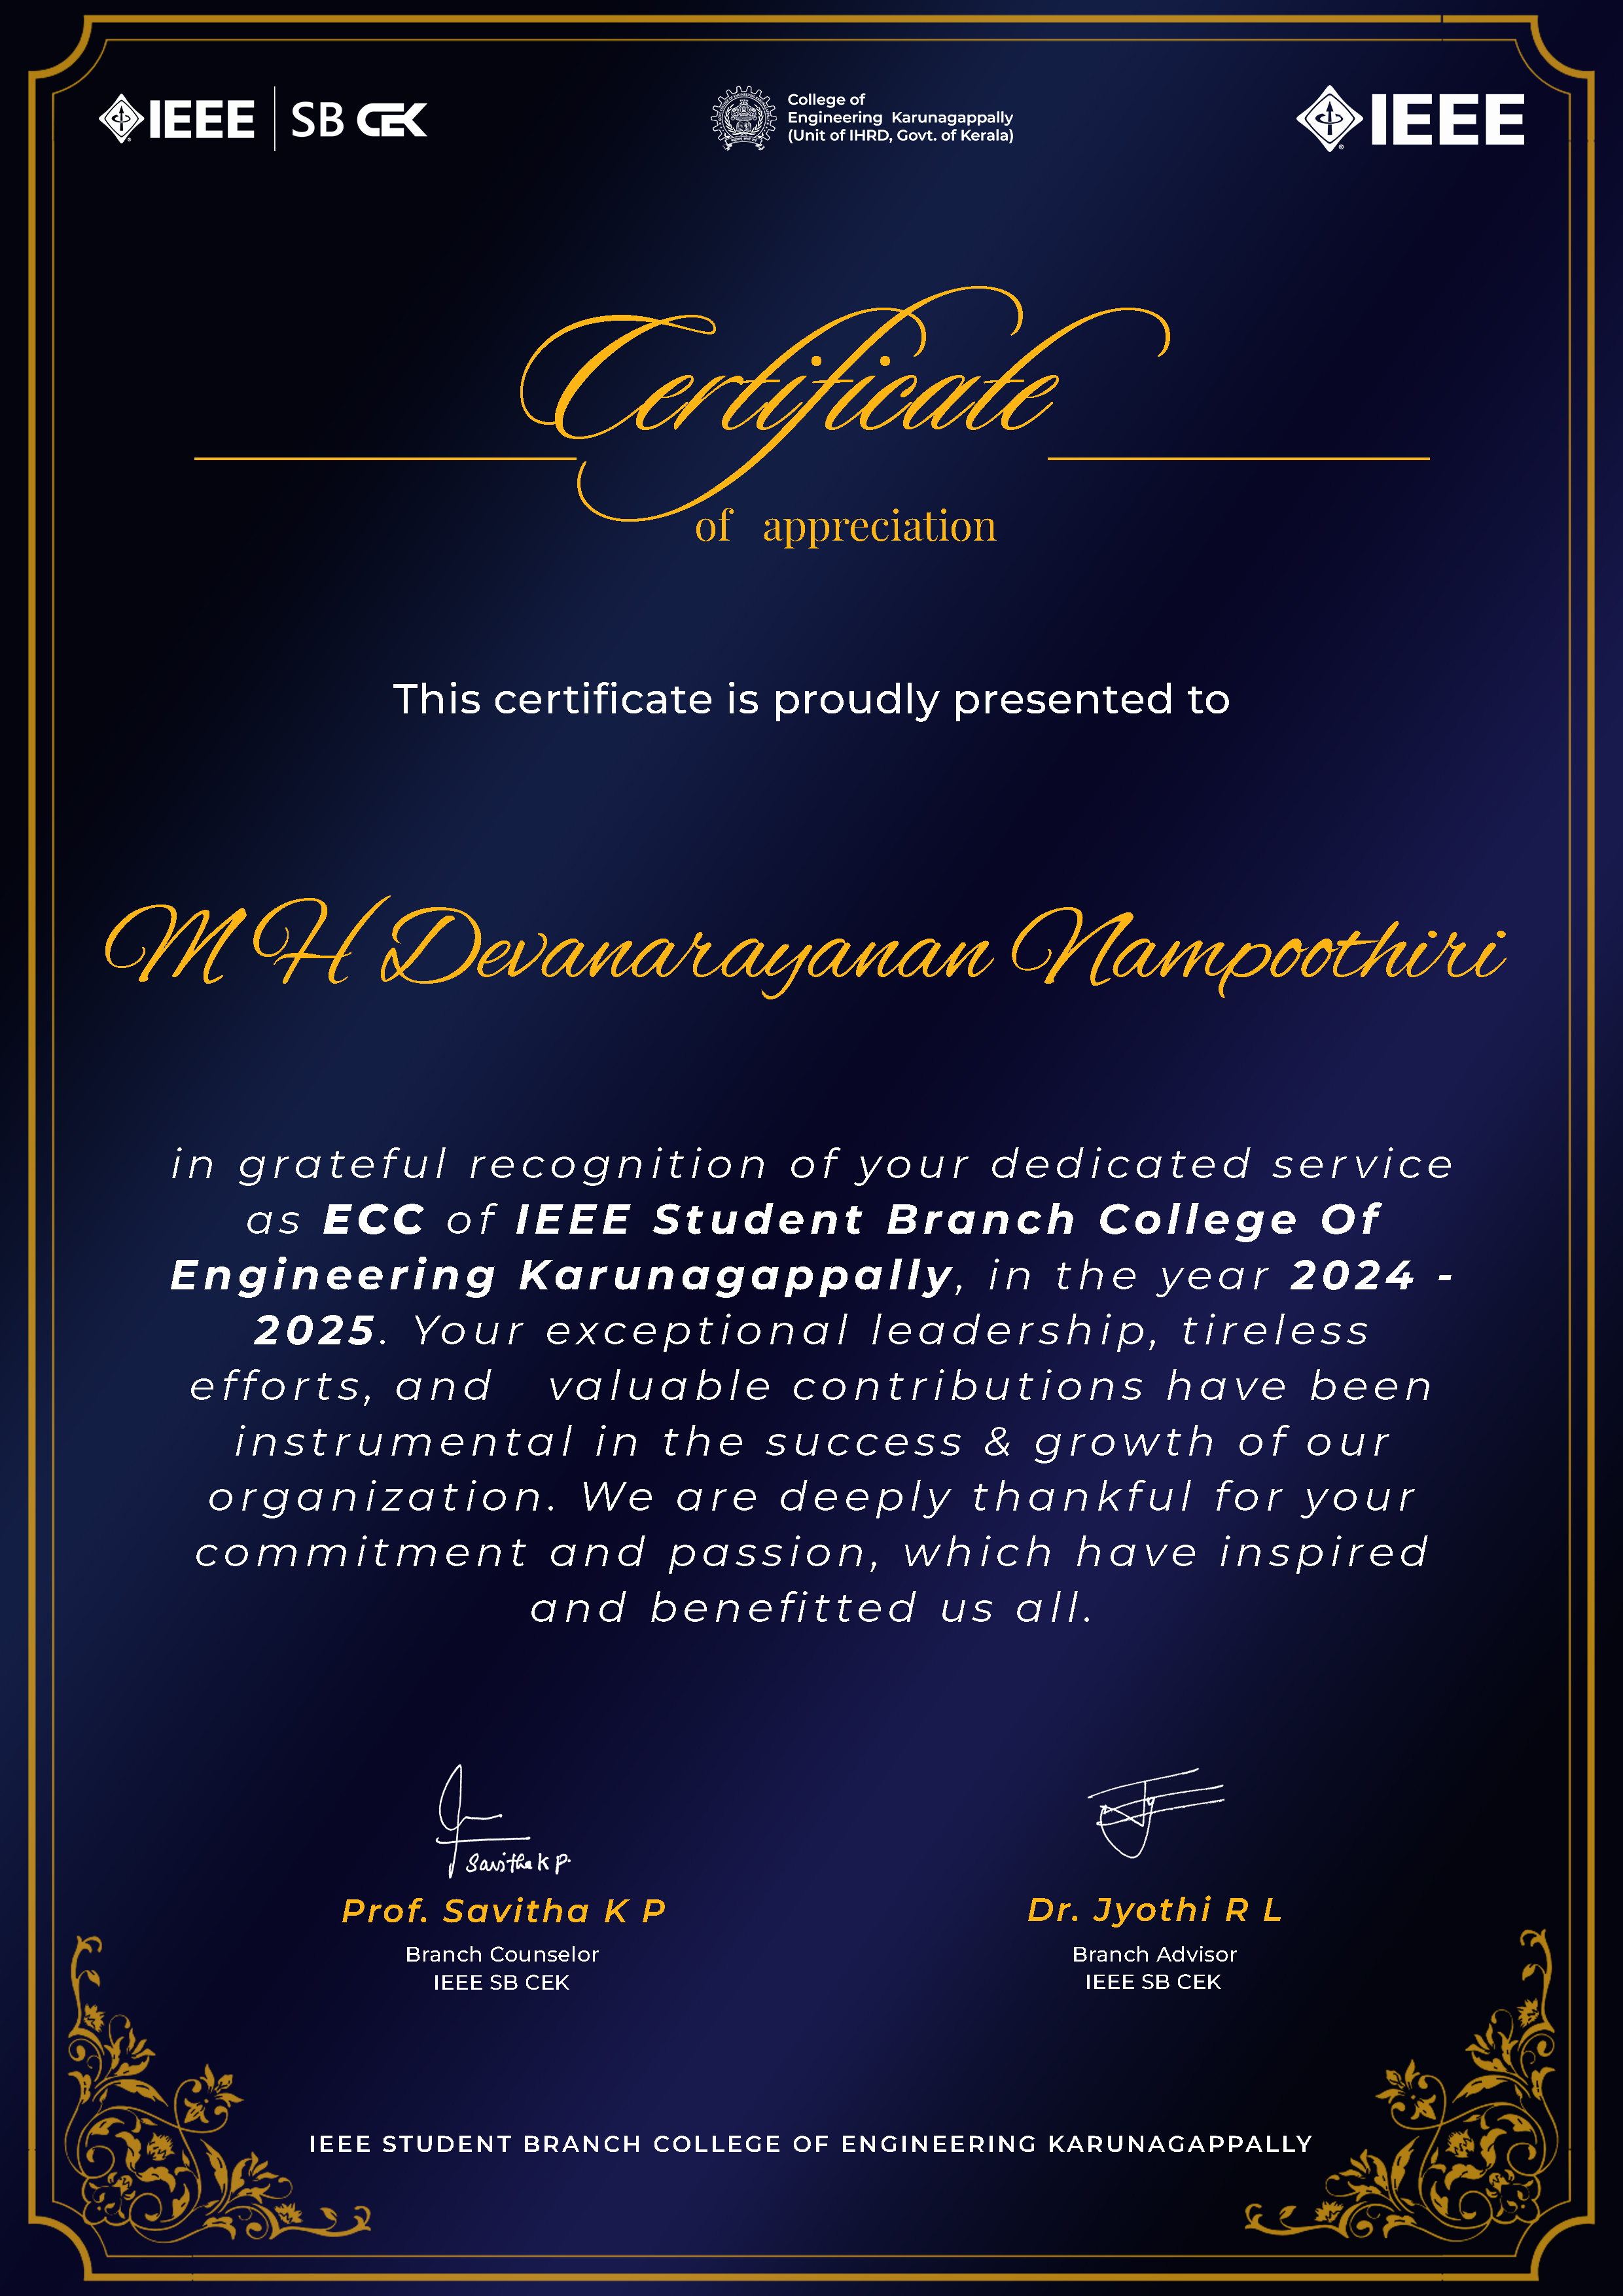 IEEE | SB CEK
College of
Engineering Karunagappally
(Unit of IHRD, Govt. of Kerala)
IEEE
Certificate
of appreciation
This certificate is proudly presented to
M H Devanarayanan Nampoothiri
in grateful recognition of your dedicated service
as ECC of IEEE Student Branch College Of
Engineering Karunagappally, in the year 2024 -
2025. Your exceptional leadership, tireless
efforts, and valuable contributions have been
instrumental in the success & growth of our
organization. We are deeply thankful for your
commitment and passion, which have inspired
and benefitted us all.
Savitha K P.
Prof. Savitha K P
Branch Counselor
IEEE SB CEK
Dr. Jyothi R L
Branch Advisor
IEEE SB CEK
IEEE STUDENT BRANCH COLLEGE OF ENGINEERING KARUNAGAPPALLY